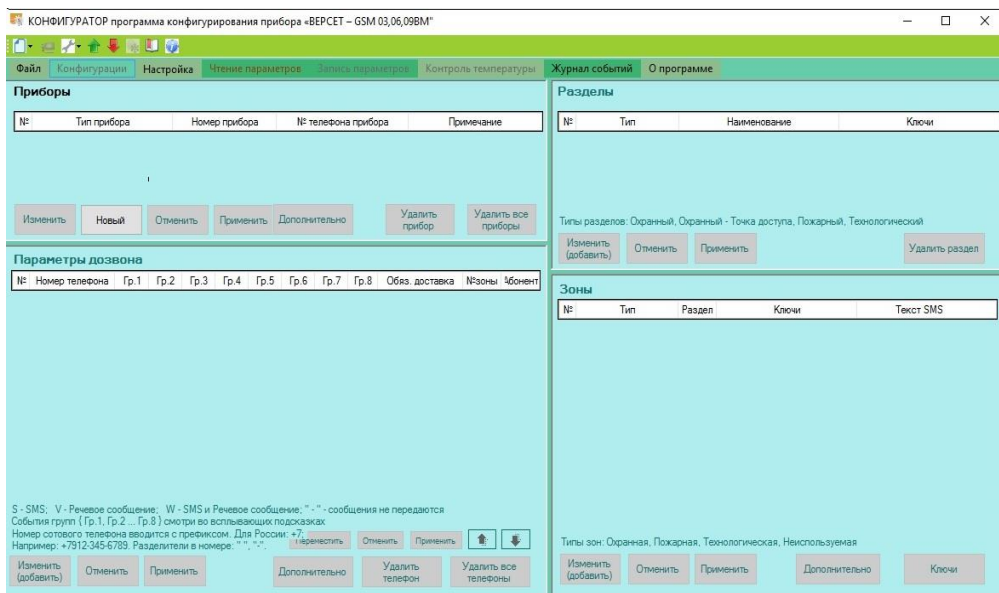 КОНФИГУРАТОР программа конфигурирования прибора «ВЕРСЕТ – GSM 03,06,09ВМ"
Файл Конфигурации Настройка Чтение параметров Запись параметров Контроль температуры Журнал событий О программе
Приборы
№ Тип прибора Номер прибора № телефона прибора Примечание
Изменить Новый Отменить Применить Дополнительно Удалить прибор Удалить все приборы
Параметры дозвона
№ Номер телефона Гр.1 Гр.2 Гр.3 Гр.4 Гр.5 Гр.6 Гр.7 Гр.8 Обяз. доставка №зоны Абонент
S - SMS; V - Речевое сообщение; W - SMS и Речевое сообщение; " - " - сообщения не передаются
События групп { Гр.1, Гр.2 ... Гр.8 } смотри во всплывающих подсказках
Номер сотового телефона вводится с префиксом. Для России: +7;
Например: +7912-345-6789. Разделители в номере: " ", "-".
Переместить Отменить Применить
Изменить (добавить) Отменить Применить Дополнительно Удалить телефон Удалить все телефоны
Разделы
№ Тип Наименование Ключи
Типы разделов: Охранный, Охранный - Точка доступа, Пожарный, Технологический
Изменить (добавить) Отменить Применить Удалить раздел
Зоны
№ Тип Раздел Ключи Текст SMS
Типы зон: Охранная, Пожарная, Технологическая, Неиспользуемая
Изменить (добавить) Отменить Применить Дополнительно Ключи